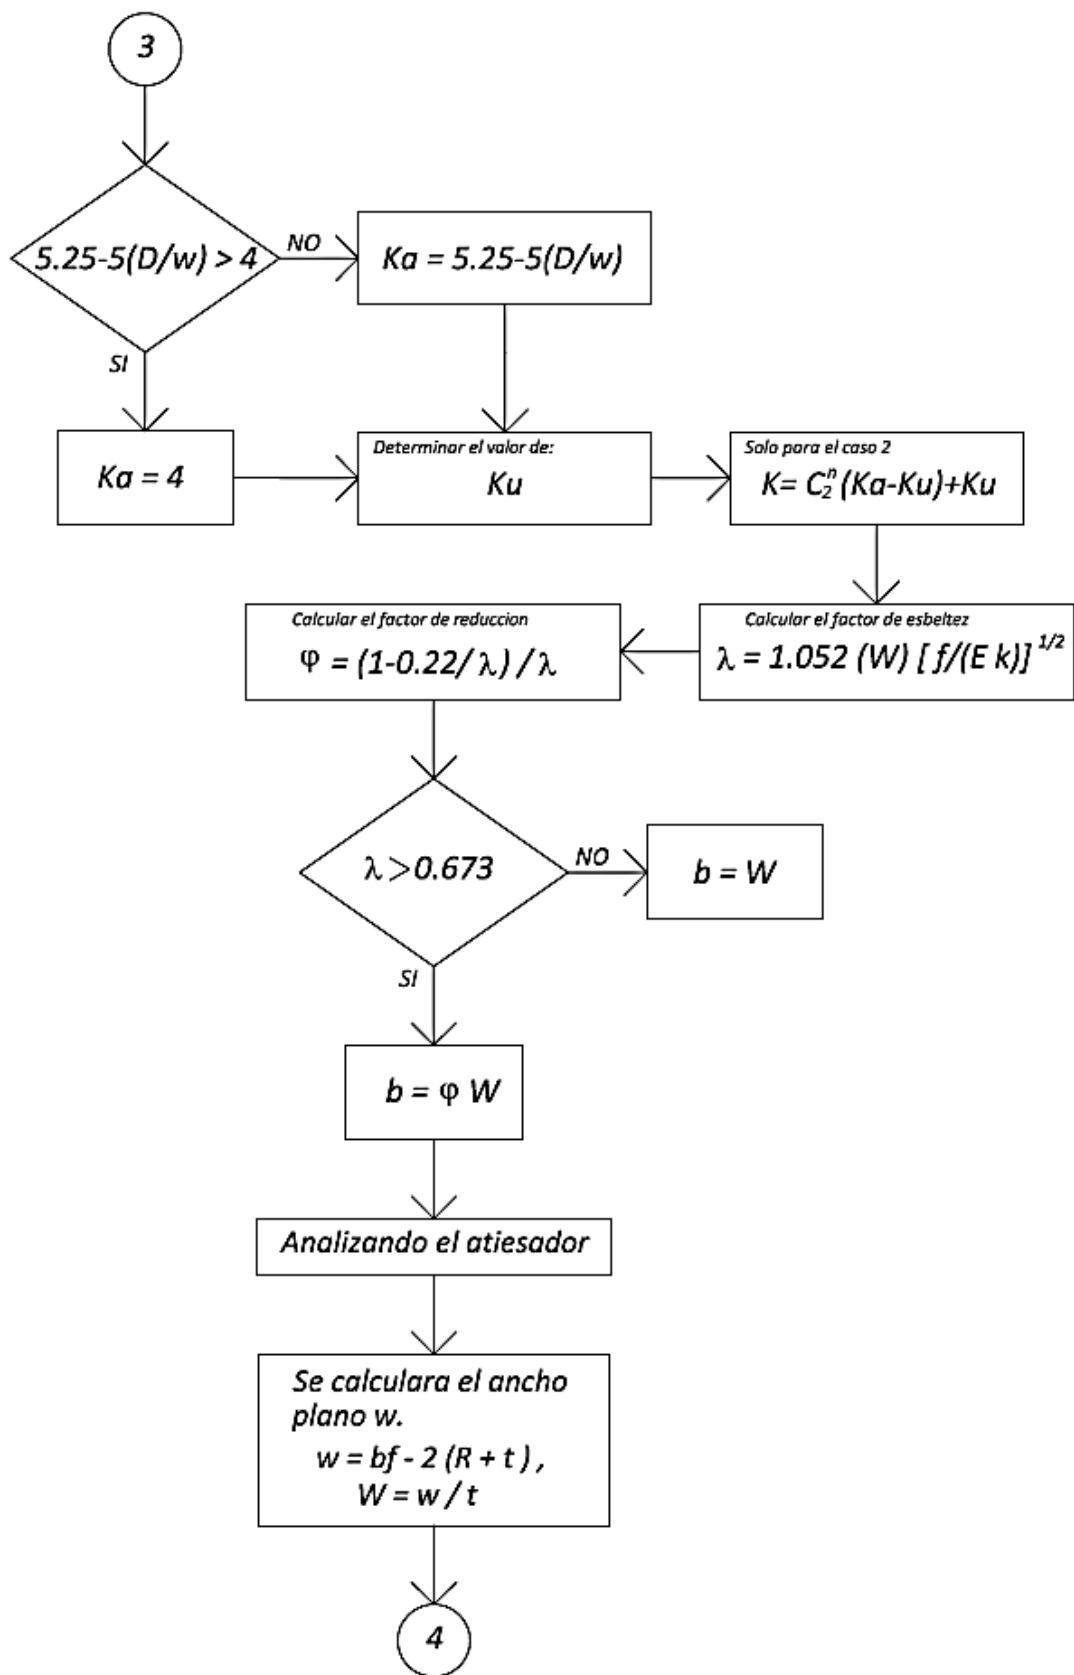 3
5.25-5(D/w) > 4
NO
Ka = 5.25-5(D/w)
SI
Ka = 4
Determinar el valor de:
Ku
Solo para el caso 2
K= C₂ⁿ (Ka-Ku)+Ku
Calcular el factor de esbeltez
λ = 1.052 (W) [ f/(E k)] ^1/2
Calcular el factor de reduccion
φ = (1-0.22/ λ) / λ
λ > 0.673
NO
b = W
SI
b = φ W
Analizando el atiesador
Se calculara el ancho
plano w.
w = bf - 2 (R + t ) ,
W = w / t
4